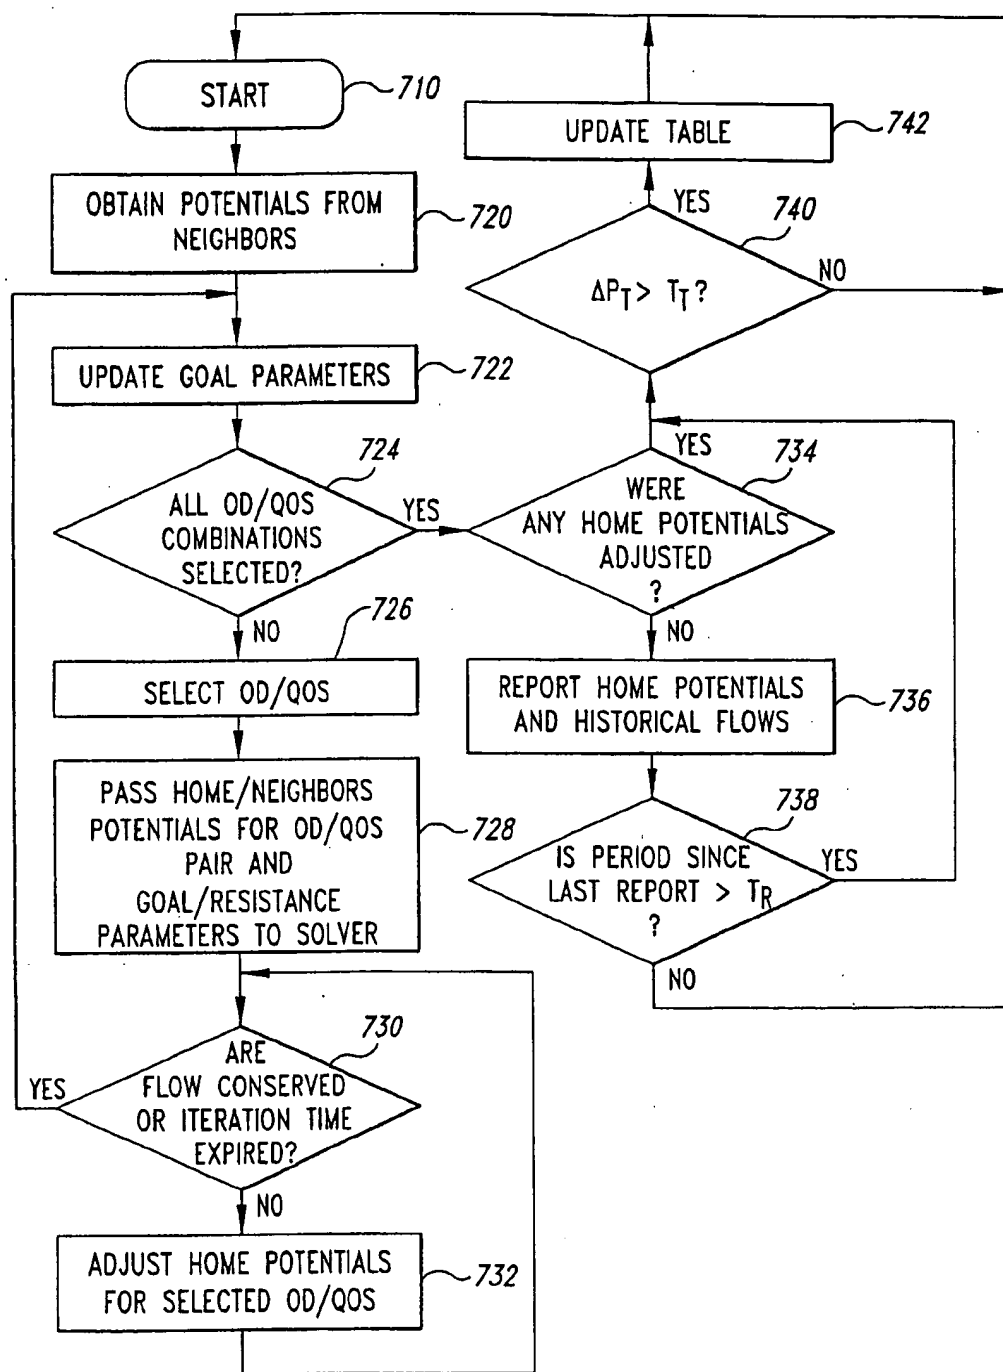 START
710
OBTAIN POTENTIALS FROM
NEIGHBORS
720
UPDATE GOAL PARAMETERS
722
724
ALL OD/QOS
COMBINATIONS
SELECTED?
YES
NO
726
SELECT OD/QOS
PASS HOME/NEIGHBORS
POTENTIALS FOR OD/QOS
PAIR AND
GOAL/RESISTANCE
PARAMETERS TO SOLVER
728
730
YES
ARE
FLOW CONSERVED
OR ITERATION TIME
EXPIRED?
NO
ADJUST HOME POTENTIALS
FOR SELECTED OD/QOS
732
UPDATE TABLE
742
YES
740
ΔPT > TT?
NO
YES
734
WERE
ANY HOME POTENTIALS
ADJUSTED
?
NO
REPORT HOME POTENTIALS
AND HISTORICAL FLOWS
736
738
IS PERIOD SINCE
LAST REPORT > TR
?
YES
NO